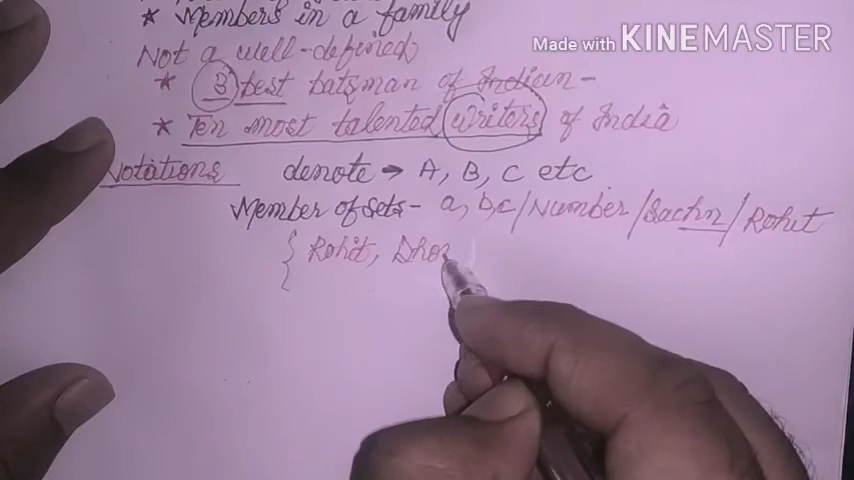 * Members in a family
Made with KINEMASTER
Not a well-defined
* 3 best batsman of Indian -
* Ten most talented writers of India
Notations denote → A, B, C etc
Member of sets - a, b, c / Number / Sachin / Rohit
{ Rohit, Dhon